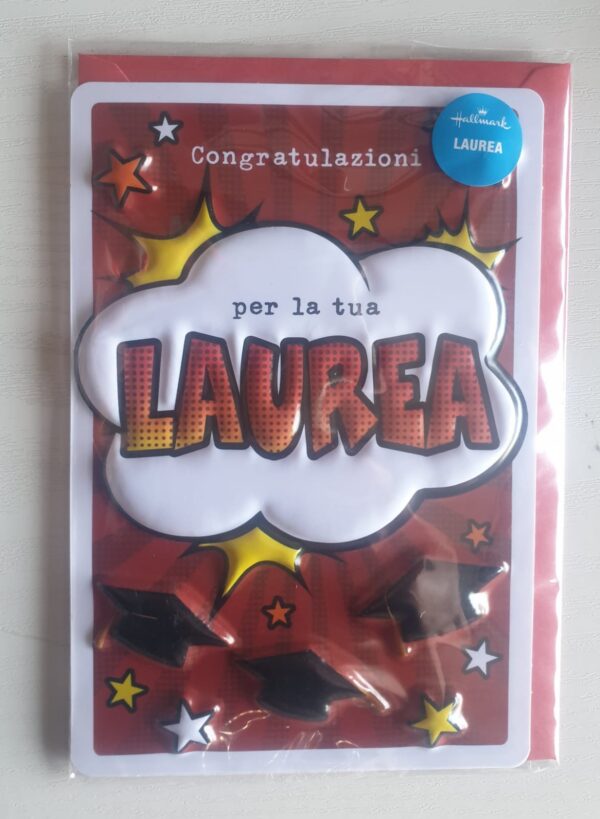 Hallmark
LAUREA
Congratulazioni
per la tua
LAUREA